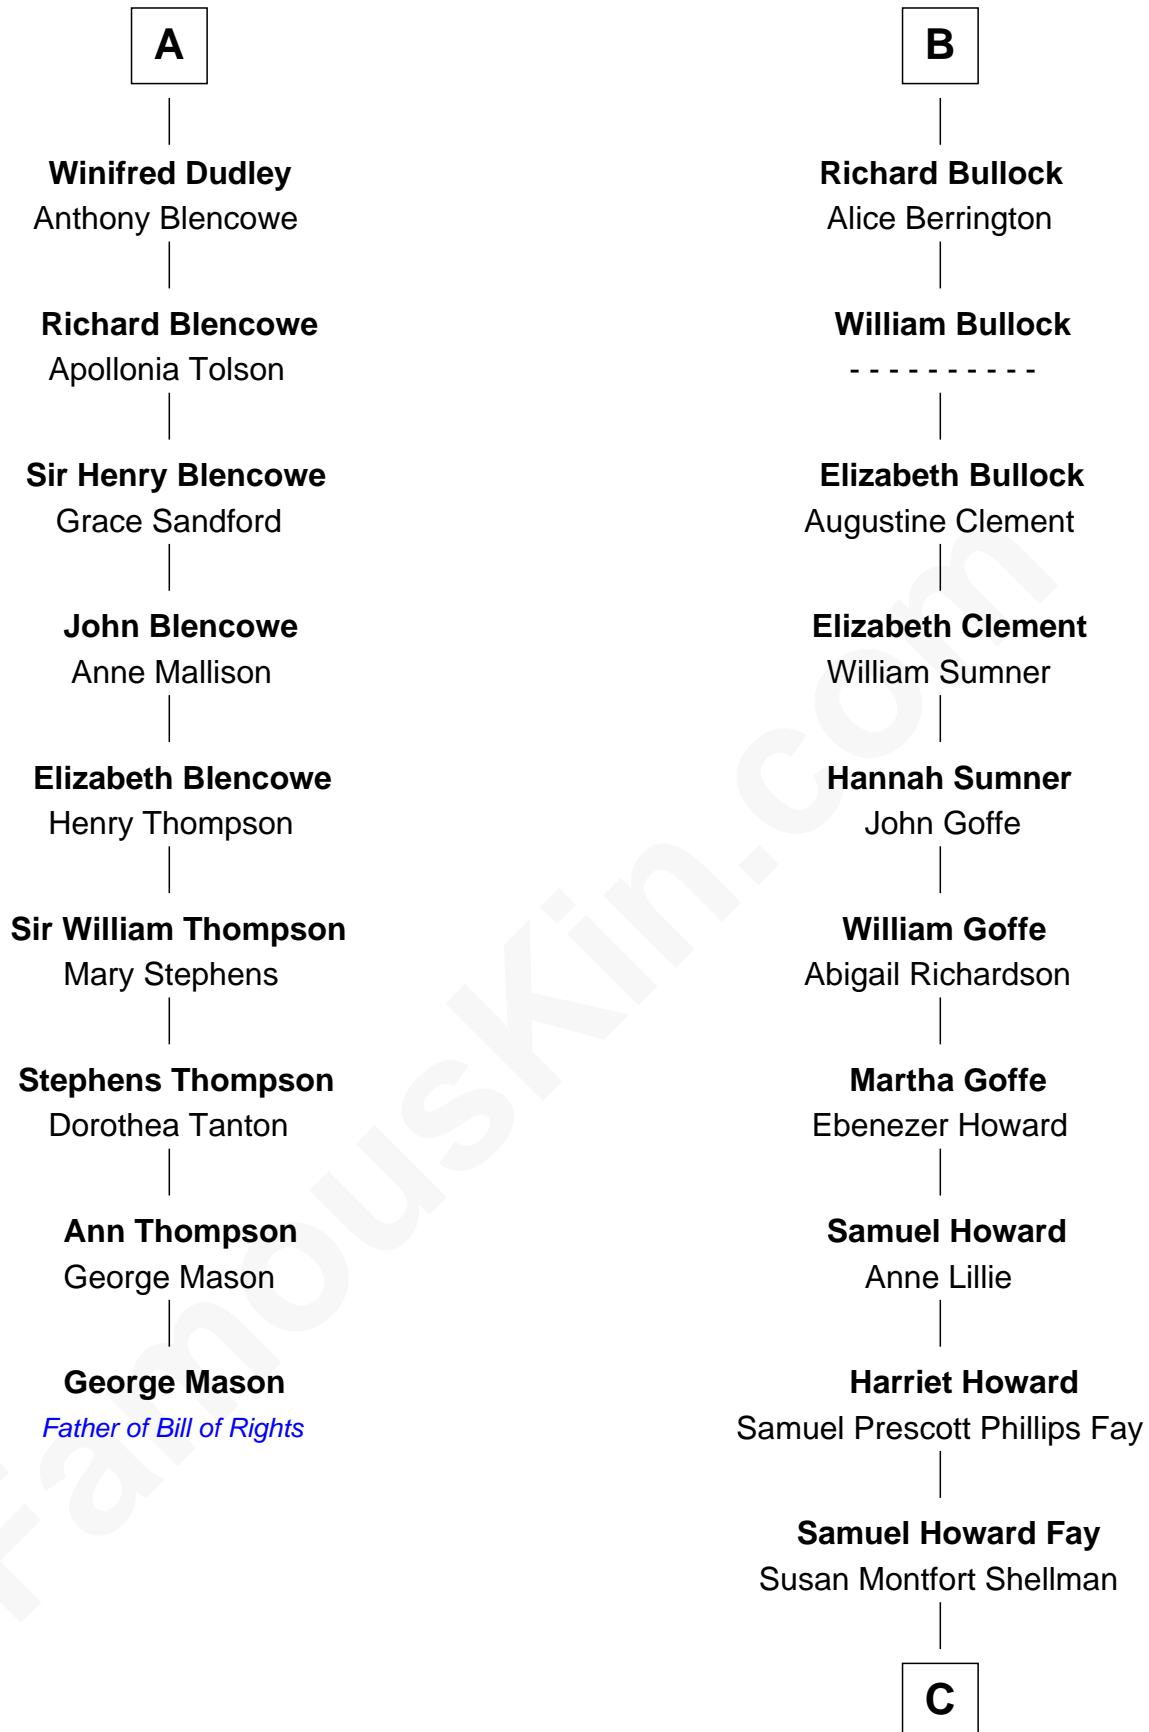 A
Winifred Dudley
Anthony Blencowe
Richard Blencowe
Apollonia Tolson
Sir Henry Blencowe
Grace Sandford
John Blencowe
Anne Mallison
Elizabeth Blencowe
Henry Thompson
Sir William Thompson
Mary Stephens
Stephens Thompson
Dorothea Tanton
Ann Thompson
George Mason
George Mason
Father of Bill of Rights
B
Richard Bullock
Alice Berrington
William Bullock
- - - - - - - - - -
Elizabeth Bullock
Augustine Clement
Elizabeth Clement
William Sumner
Hannah Sumner
John Goffe
William Goffe
Abigail Richardson
Martha Goffe
Ebenezer Howard
Samuel Howard
Anne Lillie
Harriet Howard
Samuel Prescott Phillips Fay
Samuel Howard Fay
Susan Montfort Shellman
C
FamousKin.com